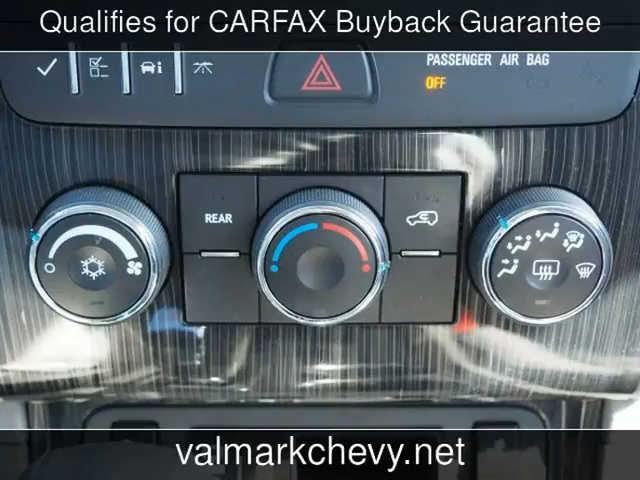 Qualifies for CARFAX Buyback Guarantee
PASSENGER AIR BAG
OFF
REAR
valmarkchevy.net